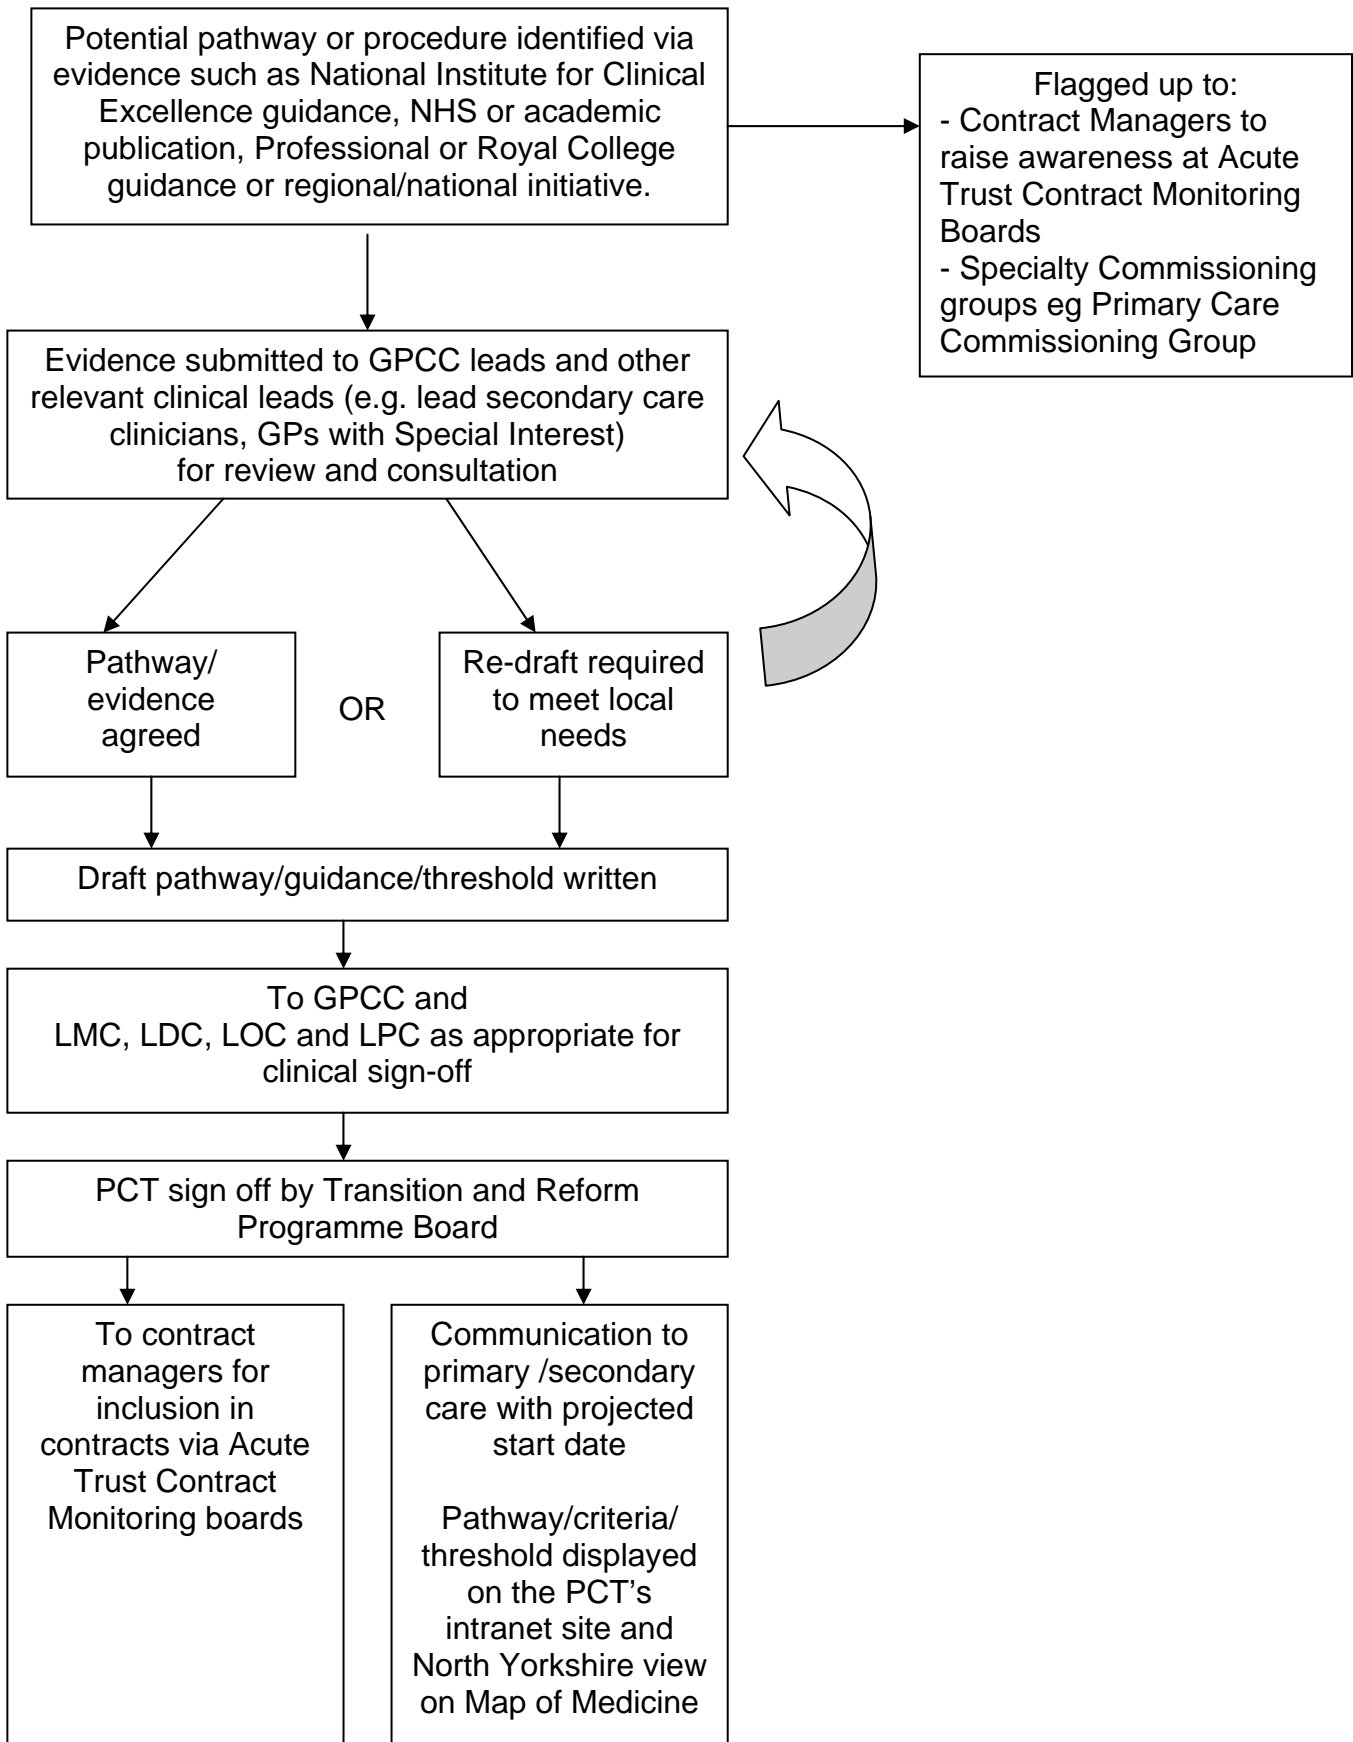 Potential pathway or procedure identified via
evidence such as National Institute for Clinical
Excellence guidance, NHS or academic
publication, Professional or Royal College
guidance or regional/national initiative.
Flagged up to:
- Contract Managers to
raise awareness at Acute
Trust Contract Monitoring
Boards
- Specialty Commissioning
groups eg Primary Care
Commissioning Group
Evidence submitted to GPCC leads and other
relevant clinical leads (e.g. lead secondary care
clinicians, GPs with Special Interest)
for review and consultation
Pathway/
evidence
agreed
OR
Re-draft required
to meet local
needs
Draft pathway/guidance/threshold written
To GPCC and
LMC, LDC, LOC and LPC as appropriate for
clinical sign-off
PCT sign off by Transition and Reform
Programme Board
To contract
managers for
inclusion in
contracts via Acute
Trust Contract
Monitoring boards
Communication to
primary /secondary
care with projected
start date
Pathway/criteria/
threshold displayed
on the PCT’s
intranet site and
North Yorkshire view
on Map of Medicine